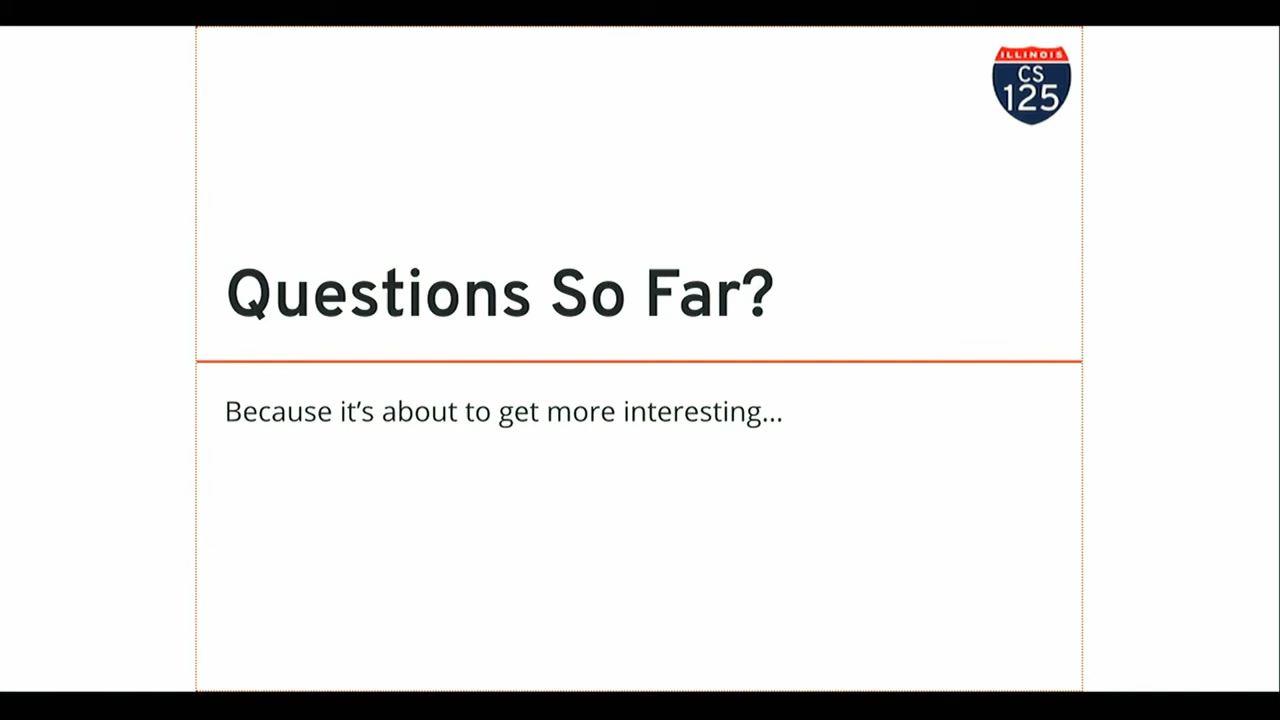 ILLINOIS
CS
125
Questions So Far?
Because it’s about to get more interesting…